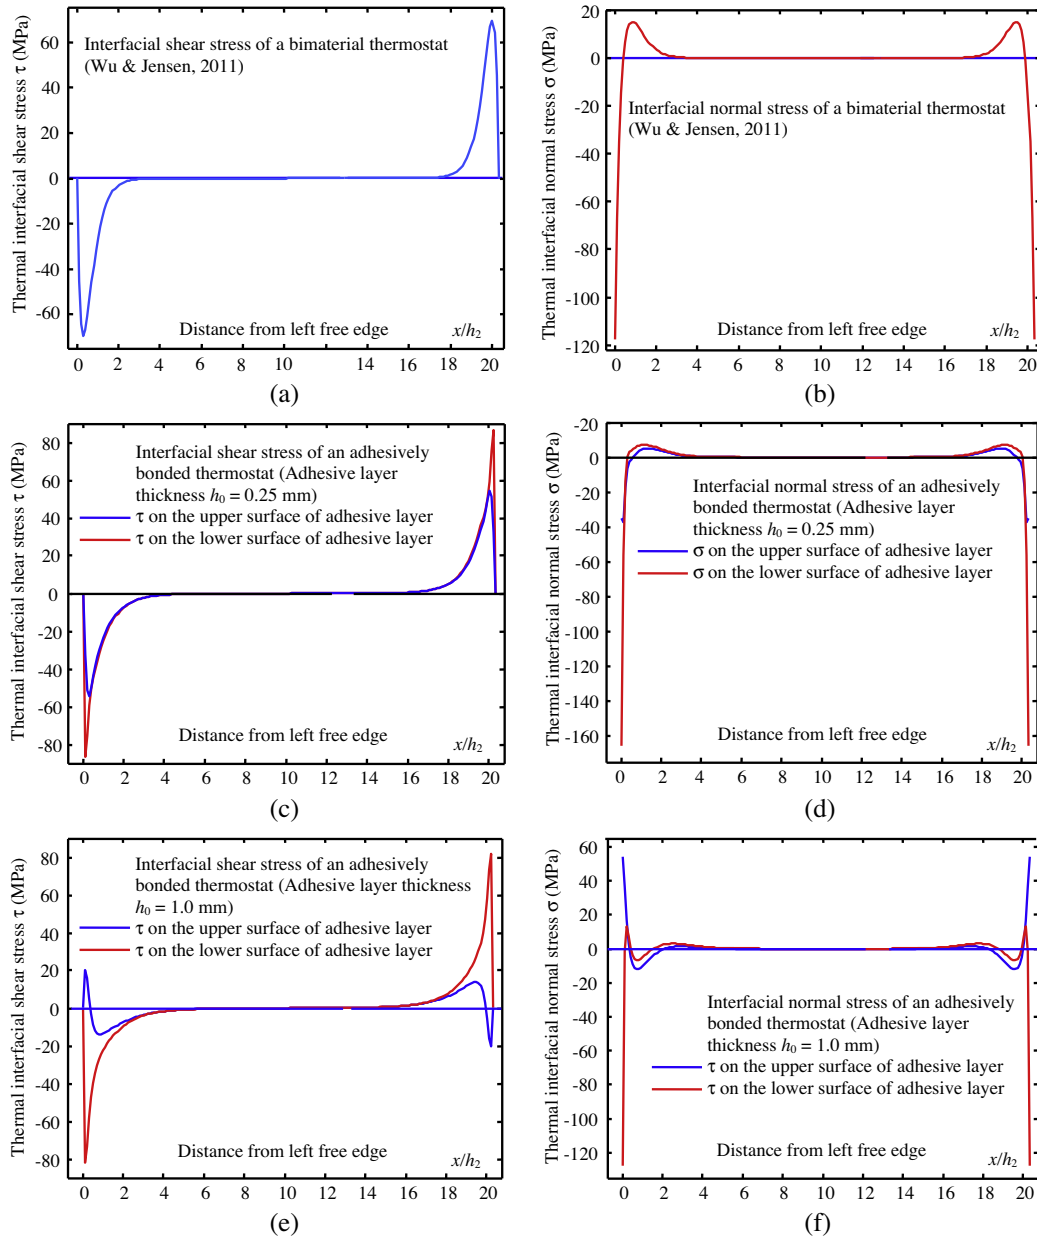 Thermal interfacial shear stress τ (MPa)
60
40
20
0
-20
-40
-60
Interfacial shear stress of a bimaterial thermostat
(Wu & Jensen, 2011)
Distance from left free edge
x/h2
0 2 4 6 8 10 12 14 16 18 20
(a)
Thermal interfacial normal stress σ (MPa)
20
0
-20
-40
-60
-80
-100
-120
Interfacial normal stress of a bimaterial thermostat
(Wu & Jensen, 2011)
Distance from left free edge
x/h2
0 2 4 6 8 10 12 14 16 18 20
(b)
Thermal interfacial shear stress τ (MPa)
80
60
40
20
0
-20
-40
-60
-80
Interfacial shear stress of an adhesively
bonded thermostat (Adhesive layer
thickness h0 = 0.25 mm)
τ on the upper surface of adhesive layer
τ on the lower surface of adhesive layer
Distance from left free edge
x/h2
0 2 4 6 8 10 12 14 16 18 20
(c)
Thermal interfacial normal stress σ (MPa)
-20
0
-20
-40
-60
-80
-100
-120
-140
-160
Interfacial normal stress of an adhesively
bonded thermostat (Adhesive layer
thickness h0 = 0.25 mm)
σ on the upper surface of adhesive layer
σ on the lower surface of adhesive layer
Distance from left free edge
x/h2
0 2 4 6 8 10 12 14 16 18 20
(d)
Thermal interfacial shear stress τ (MPa)
80
60
40
20
0
-20
-40
-60
-80
Interfacial shear stress of an adhesively
bonded thermostat (Adhesive layer thickness
h0 = 1.0 mm)
τ on the upper surface of adhesive layer
τ on the lower surface of adhesive layer
Distance from left free edge
x/h2
0 2 4 6 8 10 12 14 16 18 20
(e)
Thermal interfacial normal stress σ (MPa)
60
40
20
0
-20
-40
-60
-80
-100
-120
Interfacial normal stress of an adhesively
bonded thermostat (Adhesive layer
thickness h0 = 1.0 mm)
τ on the upper surface of adhesive layer
τ on the lower surface of adhesive layer
Distance from left free edge
x/h2
0 2 4 6 8 10 12 14 16 18 20
(f)